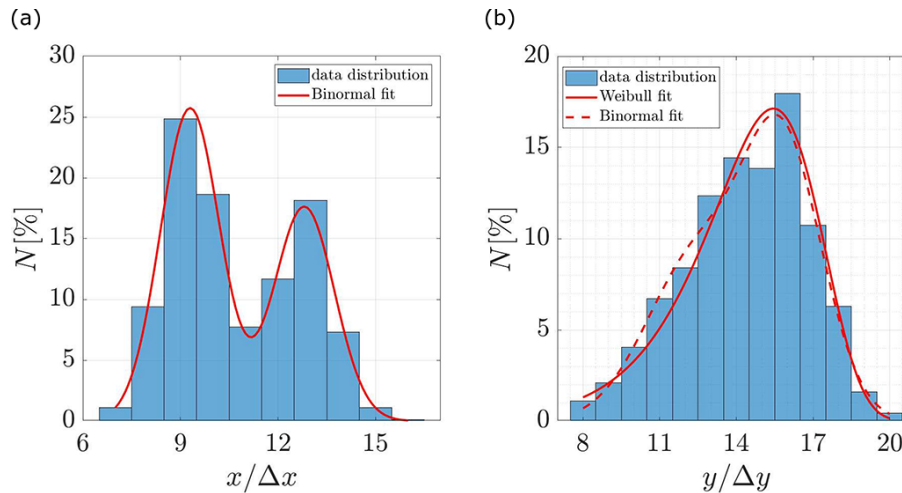 (a)
(b)
30
25
20
15
10
5
0
N[%]
data distribution
Binormal fit
6
9
12
15
x/Δx
20
15
10
5
0
N[%]
data distribution
Weibull fit
Binormal fit
8
11
14
17
20
y/Δy